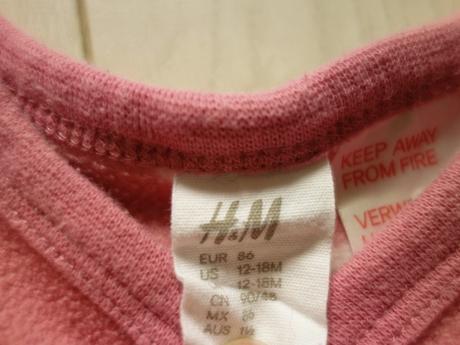 H&M
EUR 86
US 12-18M
12-18M
CN 90/48
MX 86
AUS 1½
KEEP AWAY
FROM FIRE